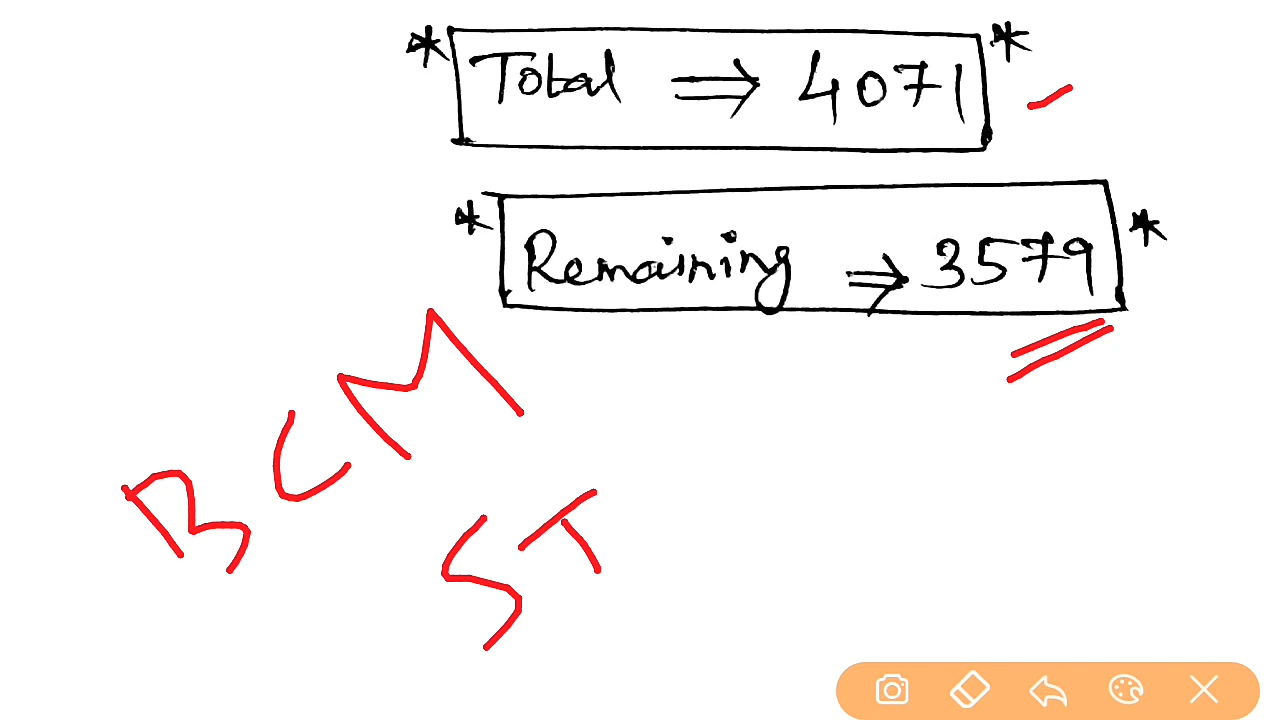 * Total ⇒ 4071 *
* Remaining ⇒ 3579 *
BCM
ST